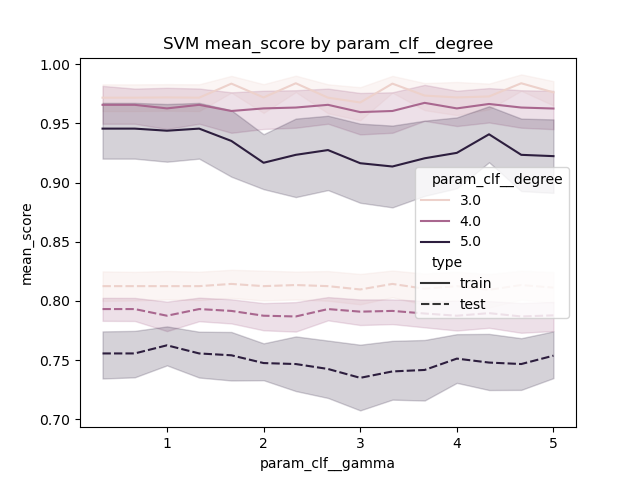 SVM mean_score by param_clf__degree
1.00
0.95
0.90
0.85
0.80
0.75
0.70
mean_score
param_clf__degree
3.0
4.0
5.0
type
train
test
1
2
3
4
5
param_clf__gamma